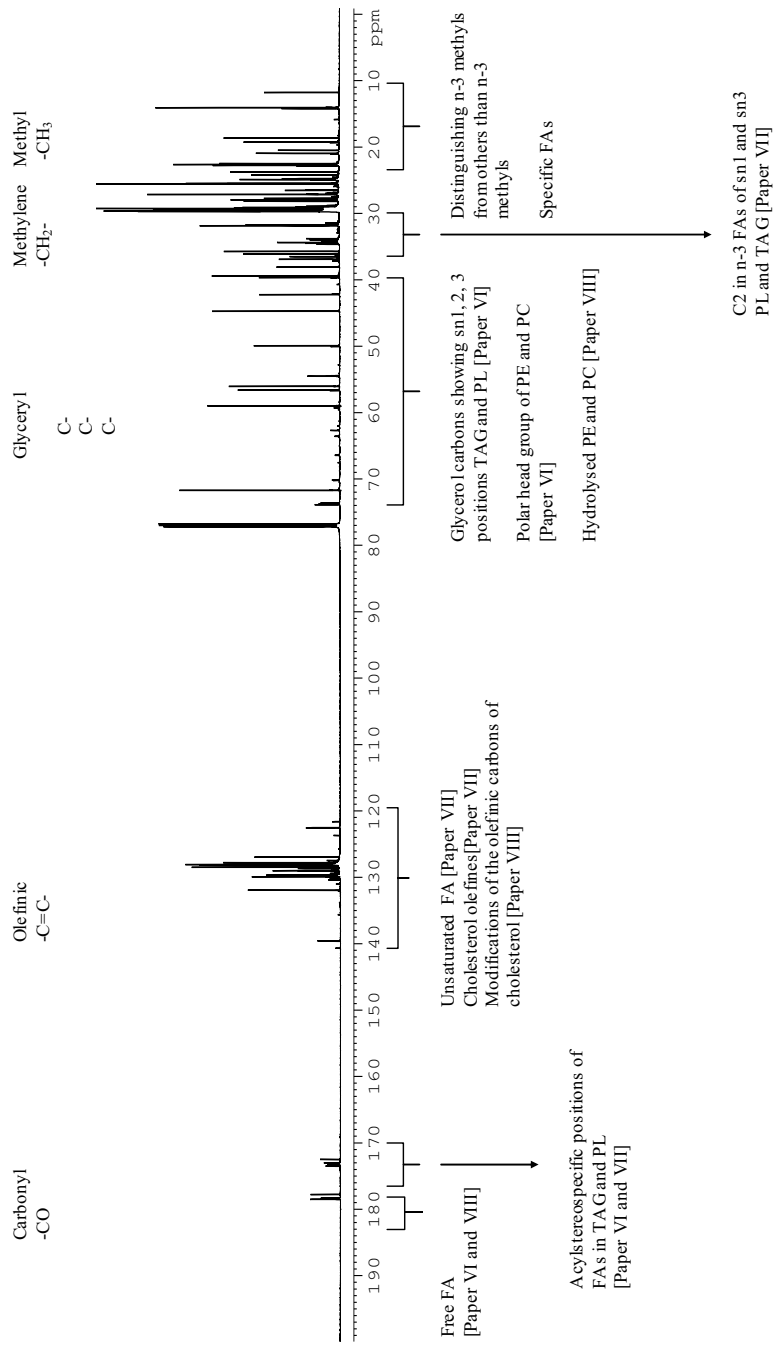 Carbonyl
-CO
Olefinic
-C=C-
Glyceryl
C-
C-
C-
Methylene
-CH2-
Methyl
-CH3
190
180
170
160
150
140
130
120
110
100
90
80
70
60
50
40
30
20
10
ppm
Free FA
[Paper VI and VIII]
Acylstereospecific positions of
FAs in TAG and PL
[Paper VI and VII]
Unsaturated FA [Paper VII]
Cholesterol olefines[Paper VII]
Modifications of the olefinic carbons of
cholesterol [Paper VIII]
Glycerol carbons showing sn1, 2, 3
positions TAG and PL [Paper VI]
Polar head group of PE and PC
[Paper VI]
Hydrolysed PE and PC [Paper VIII]
Distinguishing n-3 methyls
from others than n-3
methyls
Specific FAs
C2 in n-3 FAs of sn1 and sn3
PL and TAG [Paper VII]